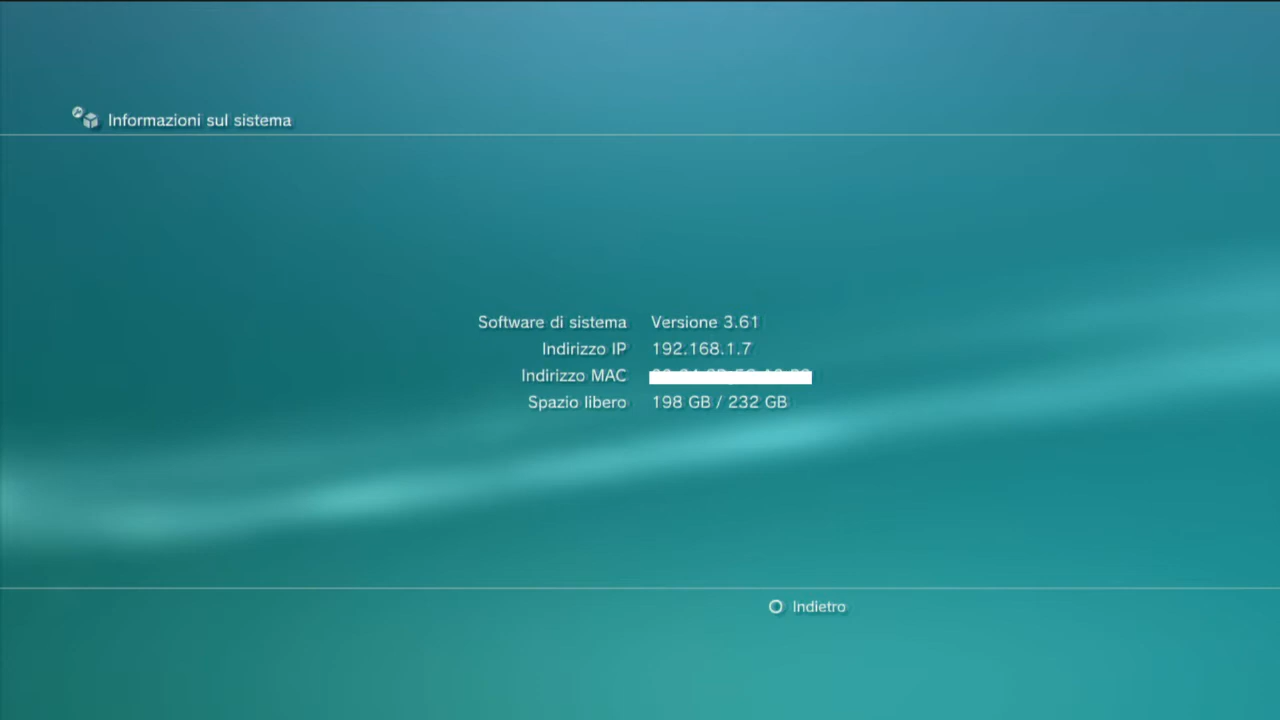 Informazioni sul sistema
Software di sistema Versione 3.61
Indirizzo IP 192.168.1.7
Indirizzo MAC
Spazio libero 198 GB / 232 GB
Indietro